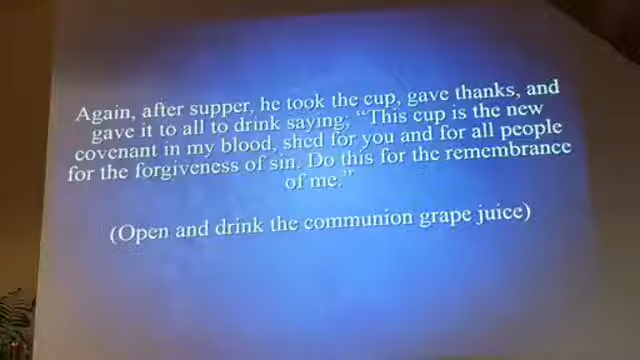 Again, after supper, he took the cup, gave thanks, and
gave it to all to drink saying; “This cup is the new
covenant in my blood, shed for you and for all people
for the forgiveness of sin. Do this for the remembrance
of me.”
(Open and drink the communion grape juice)